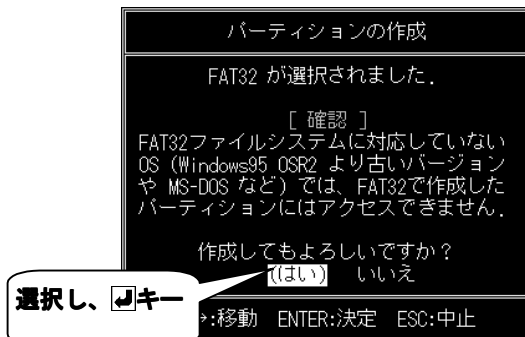 パーティションの作成
FAT32 が選択されました.
[ 確認 ]
FAT32ファイルシステムに対応していない
OS (Windows95 OSR2 より古いバージョン
や MS-DOS など) では、FAT32で作成した
パーティションにはアクセスできません.
作成してもよろしいですか？
(はい) いいえ
選択し、↵キー
→:移動 ENTER:決定 ESC:中止